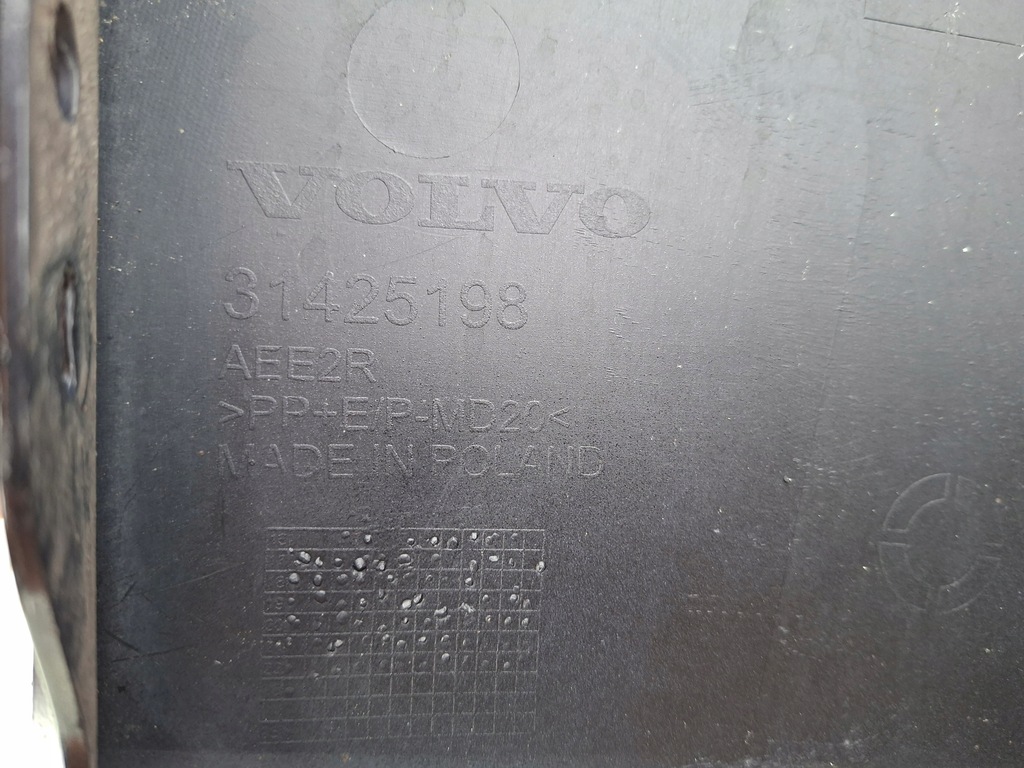 VOLVO
31425198
AEE2R
>PP+E/P-MD20<
MADE IN POLAND